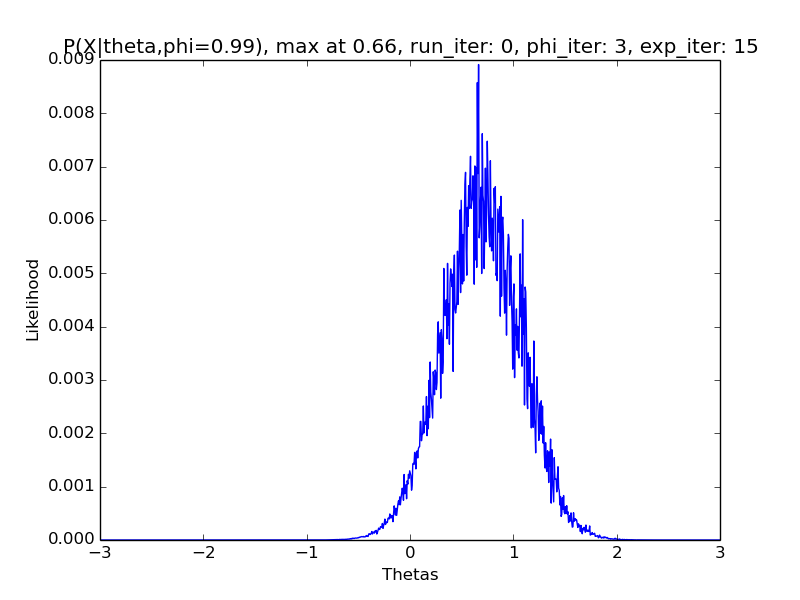 P(X|theta,phi=0.99), max at 0.66, run_iter: 0, phi_iter: 3, exp_iter: 15
0.009
0.008
0.007
0.006
0.005
0.004
0.003
0.002
0.001
0.000
Likelihood
−3 −2 −1 0 1 2 3
Thetas